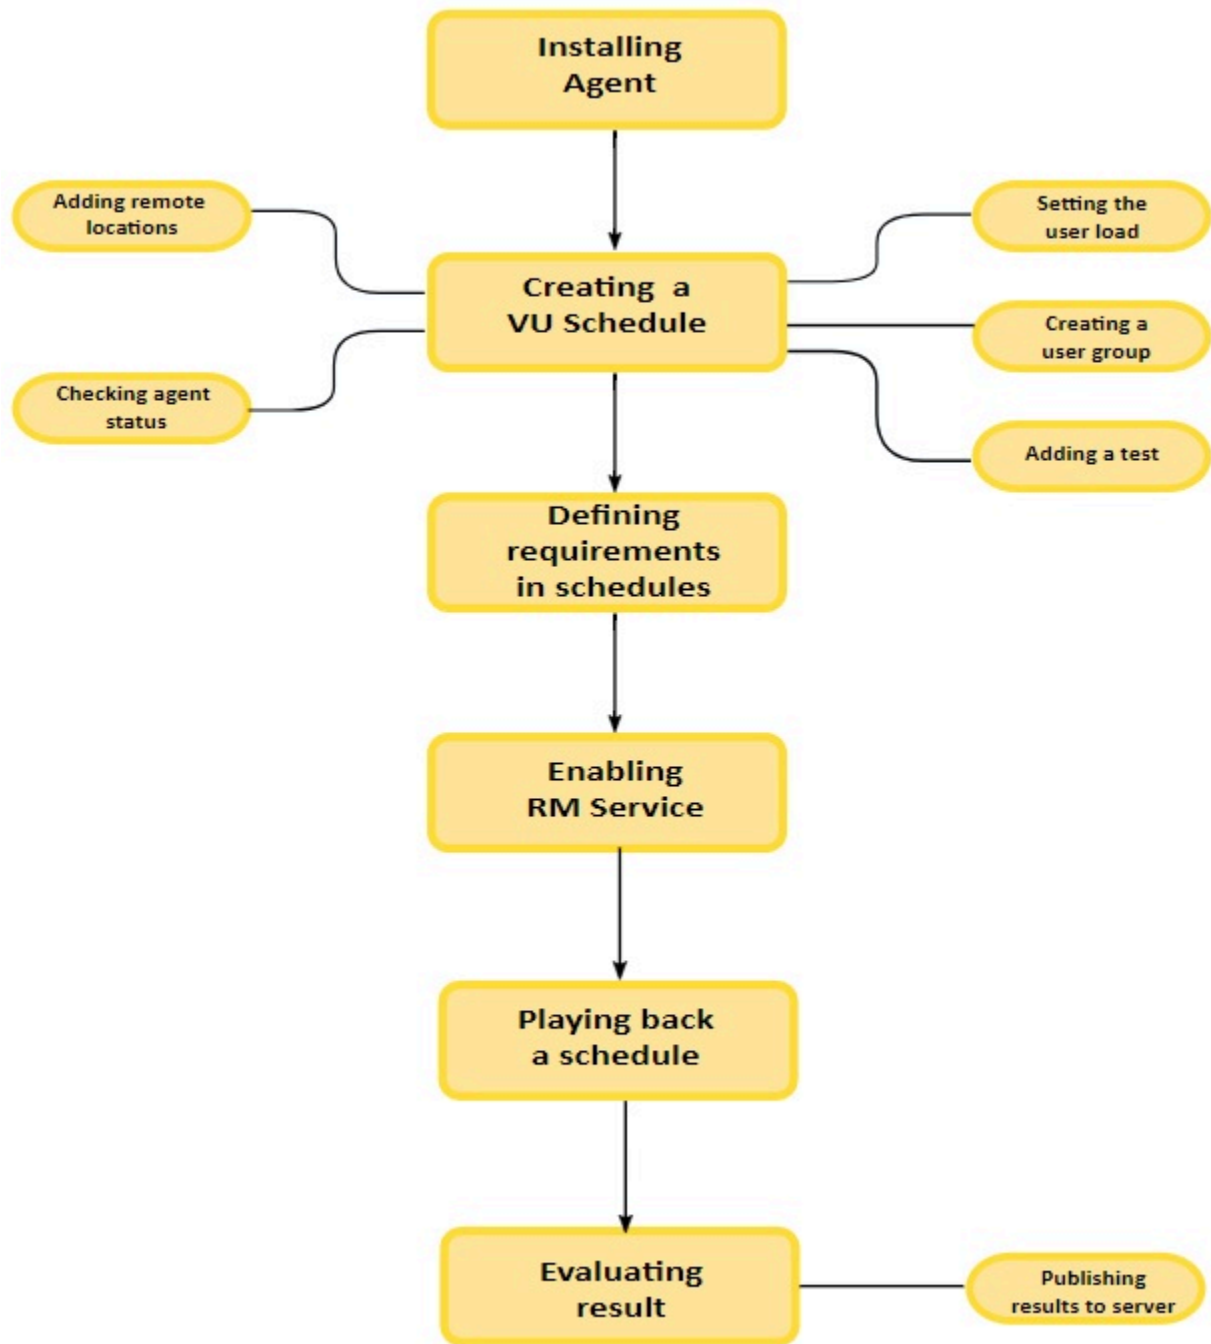 Installing
Agent
Adding remote
locations
Setting the
user load
Creating a
VU Schedule
Creating a
user group
Checking agent
status
Adding a test
Defining
requirements
in schedules
Enabling
RM Service
Playing back
a schedule
Evaluating
result
Publishing
results to server